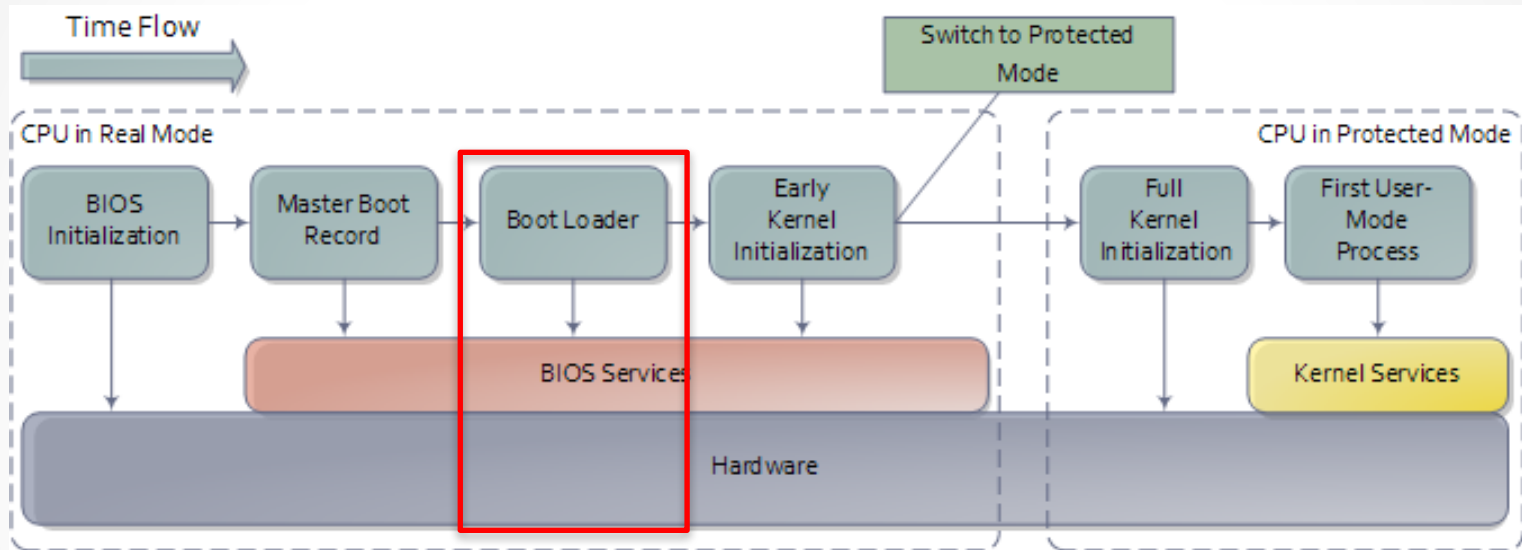 Time Flow
Switch to Protected
Mode
CPU in Real Mode
CPU in Protected Mode
BIOS
Initialization
Master Boot
Record
Boot Loader
Early
Kernel
Initialization
Full
Kernel
Initialization
First User-
Mode
Process
BIOS Services
Kernel Services
Hardware